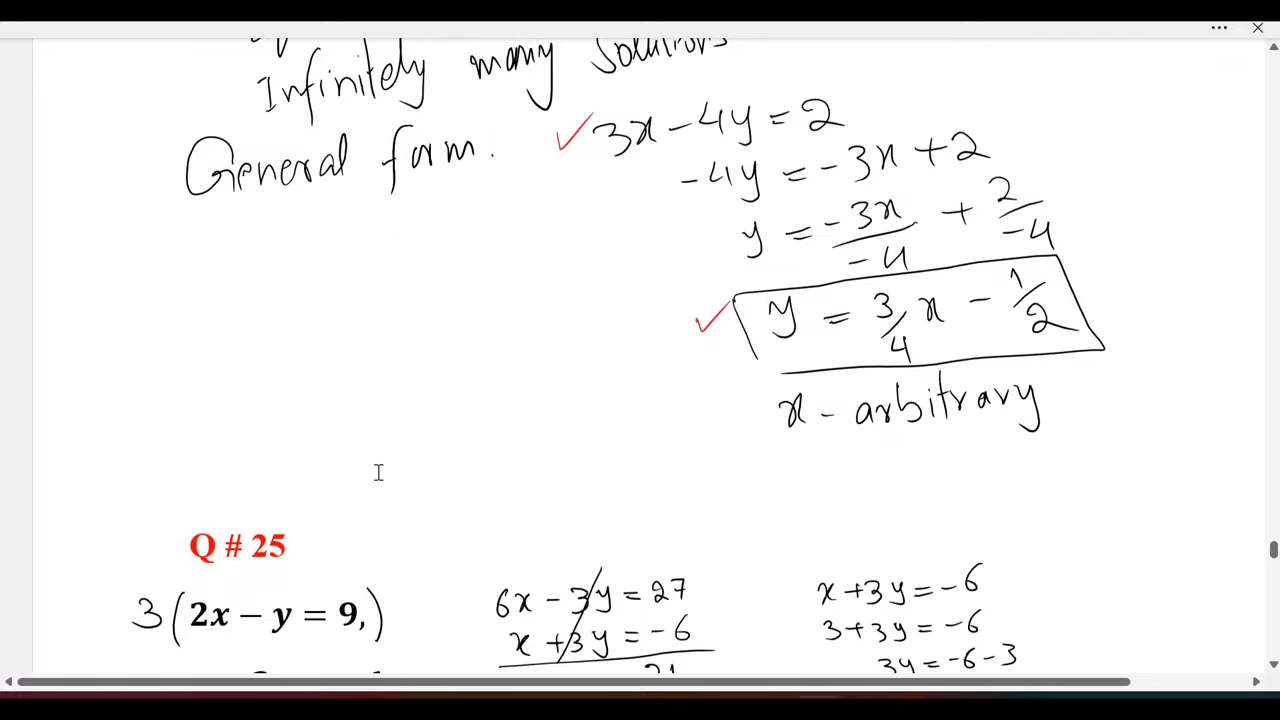 Infinitely many solutions
General form. 3x - 4y = 2
-4y = -3x + 2
y = -3x/-4 + 2/-4
y = 3/4 x - 1/2
x - arbitrary
Q # 25
3(2x − y = 9,) 6x - 3y = 27 x + 3y = -6
x + 3y = -6 3 + 3y = -6
3y = -6 - 3